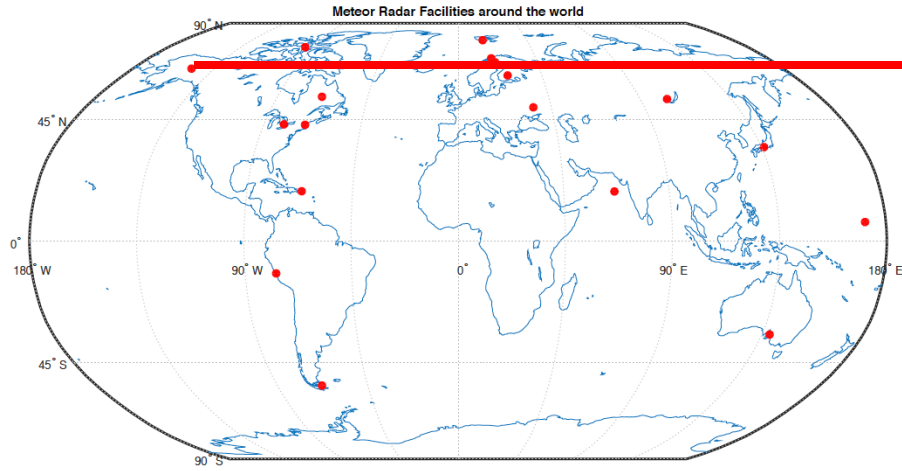 Meteor Radar Facilities around the world
90° N
45° N
0°
180° W
90° W
0°
90° E
180° E
45° S
90° S